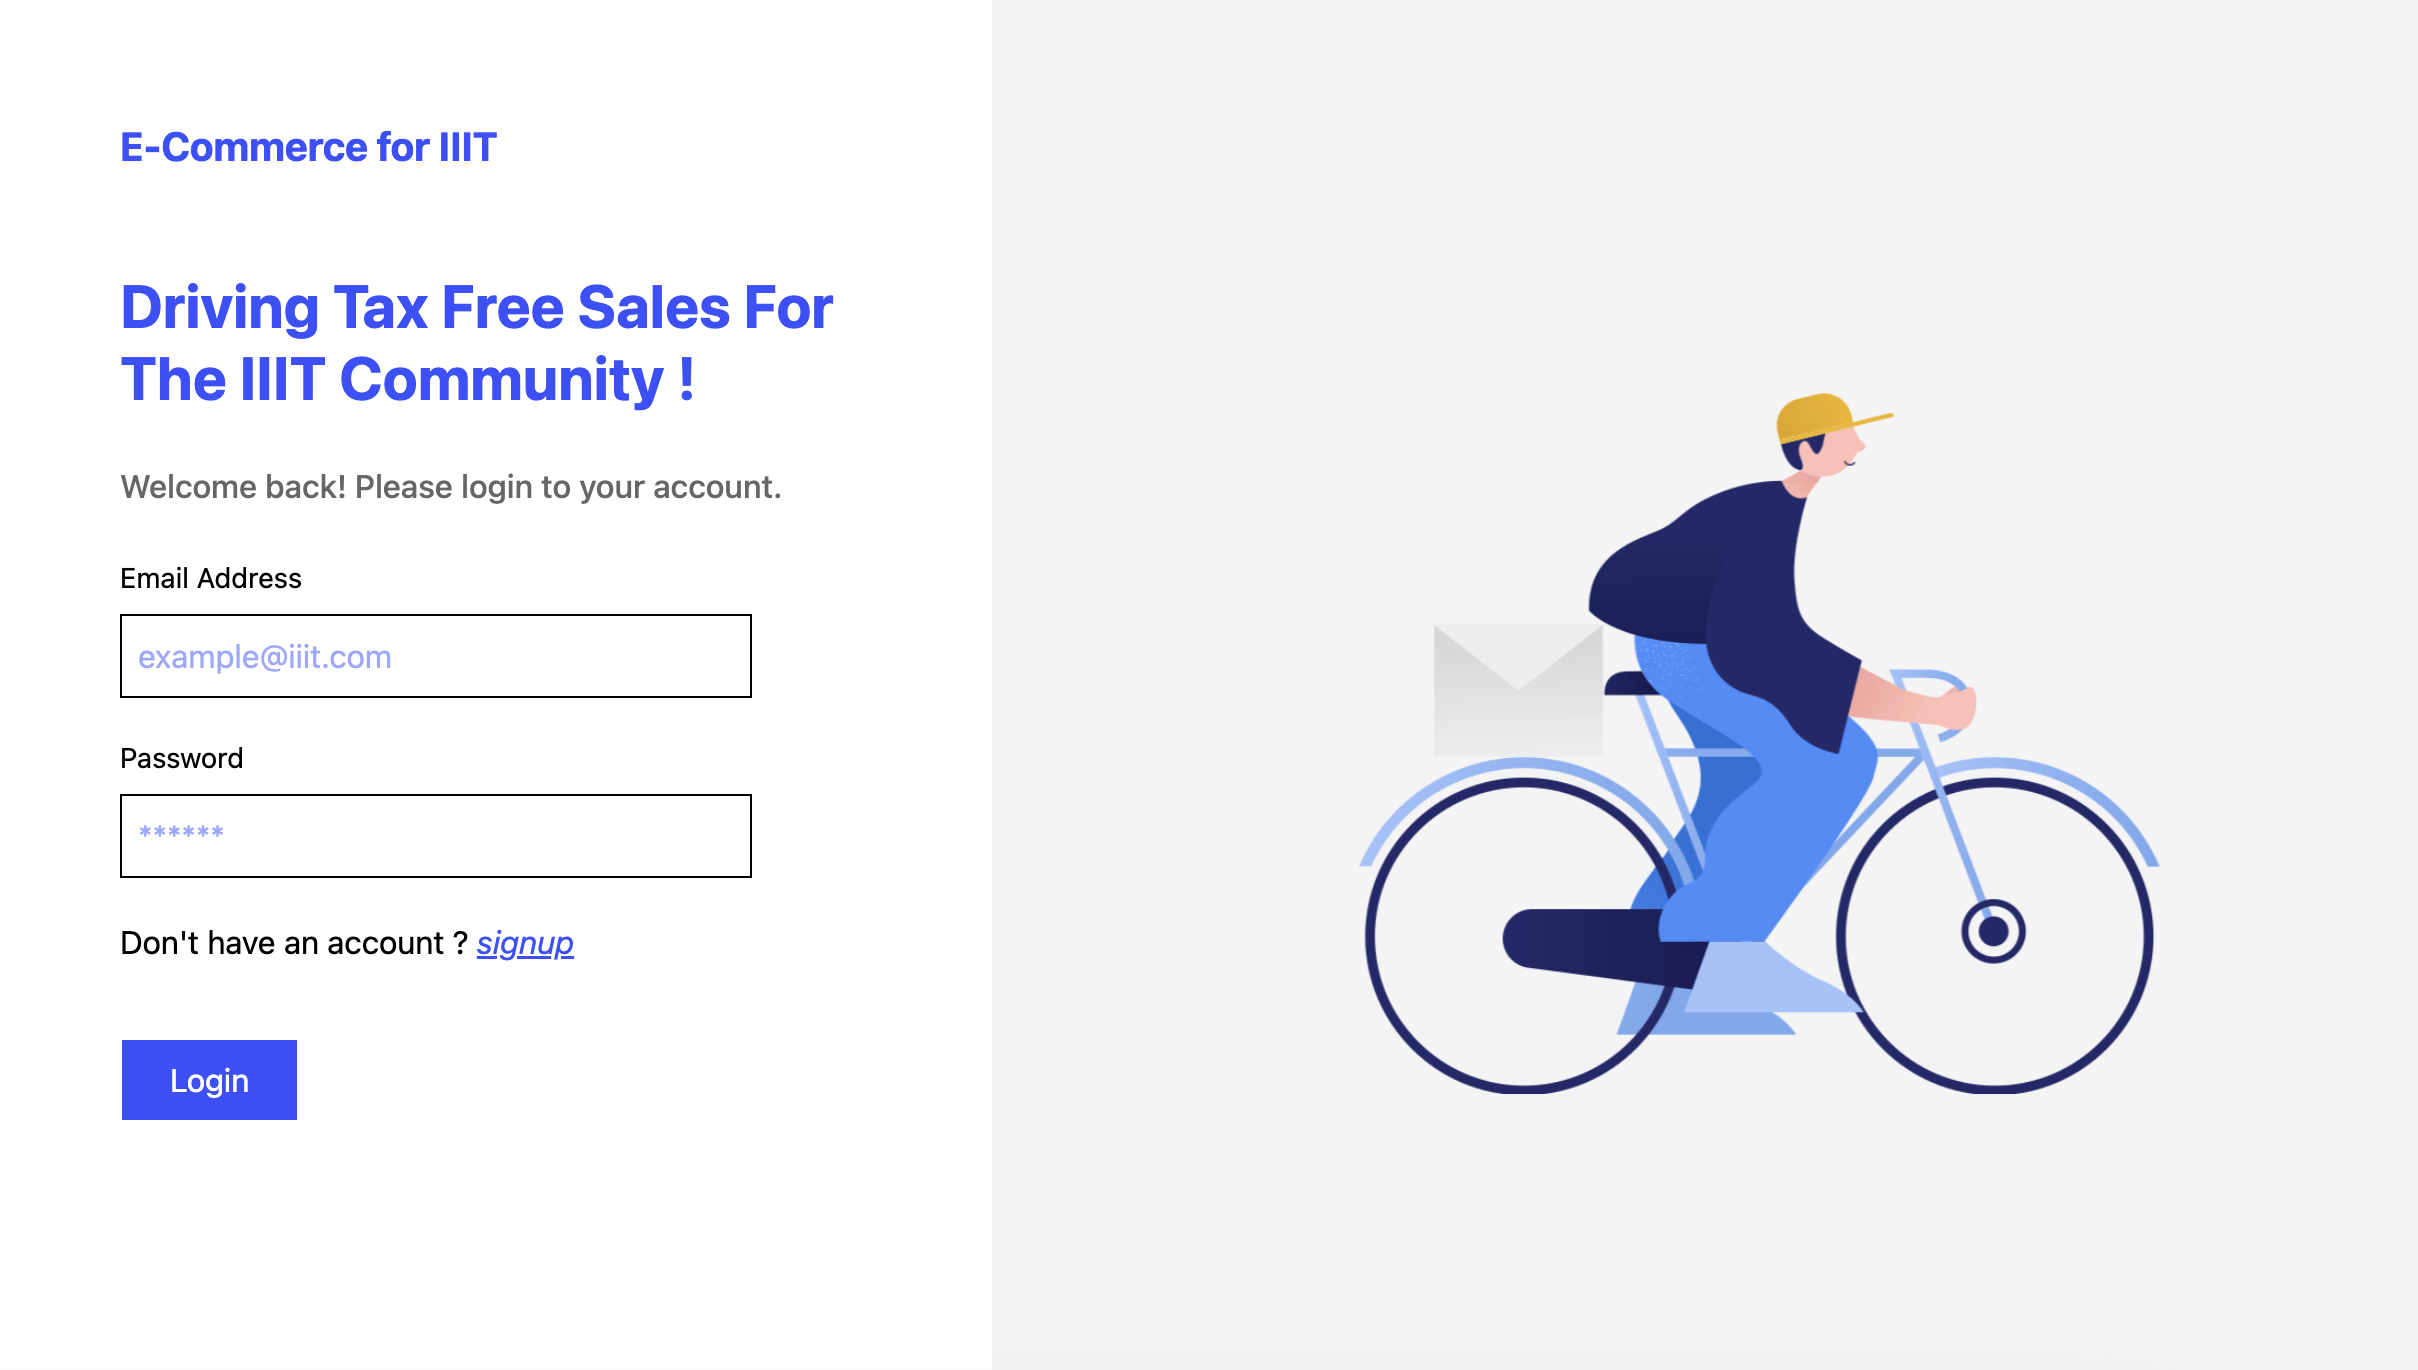 E-Commerce for IIIT
Driving Tax Free Sales For
The IIIT Community !
Welcome back! Please login to your account.
Email Address
example@iiit.com
Password
******
Don't have an account ? signup
Login